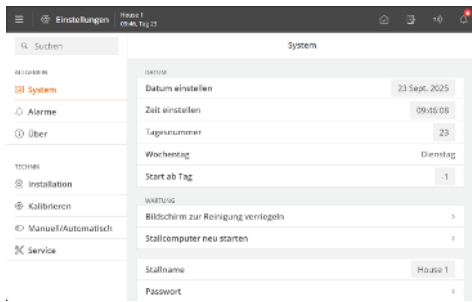 Einstellungen
House 1
09:46, Tag 23
Suchen
System
ALLGEMEIN
System
Alarme
Über
TECHNIK
Installation
Kalibrieren
Manuell/Automatisch
Service
DATUM
Datum einstellen
23 Sept. 2025
Zeit einstellen
09:46:08
Tagesnummer
23
Wochentag
Dienstag
Start ab Tag
-1
WARTUNG
Bildschirm zur Reinigung verriegeln
Stallcomputer neu starten
Stallname
House 1
Passwort